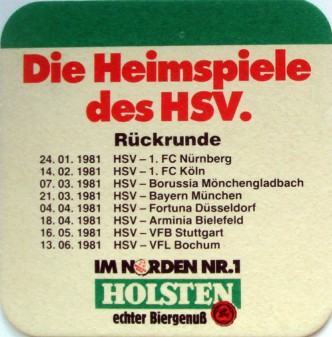 Die Heimspiele
des HSV.
Rückrunde
24. 01. 1981 HSV – 1. FC Nürnberg
14. 02. 1981 HSV – 1. FC Köln
07. 03. 1981 HSV – Borussia Mönchengladbach
21. 03. 1981 HSV – Bayern München
04. 04. 1981 HSV – Fortuna Düsseldorf
18. 04. 1981 HSV – Arminia Bielefeld
16. 05. 1981 HSV – VFB Stuttgart
13. 06. 1981 HSV – VFL Bochum
IM NORDEN NR.1
HOLSTEN
echter Biergenuß